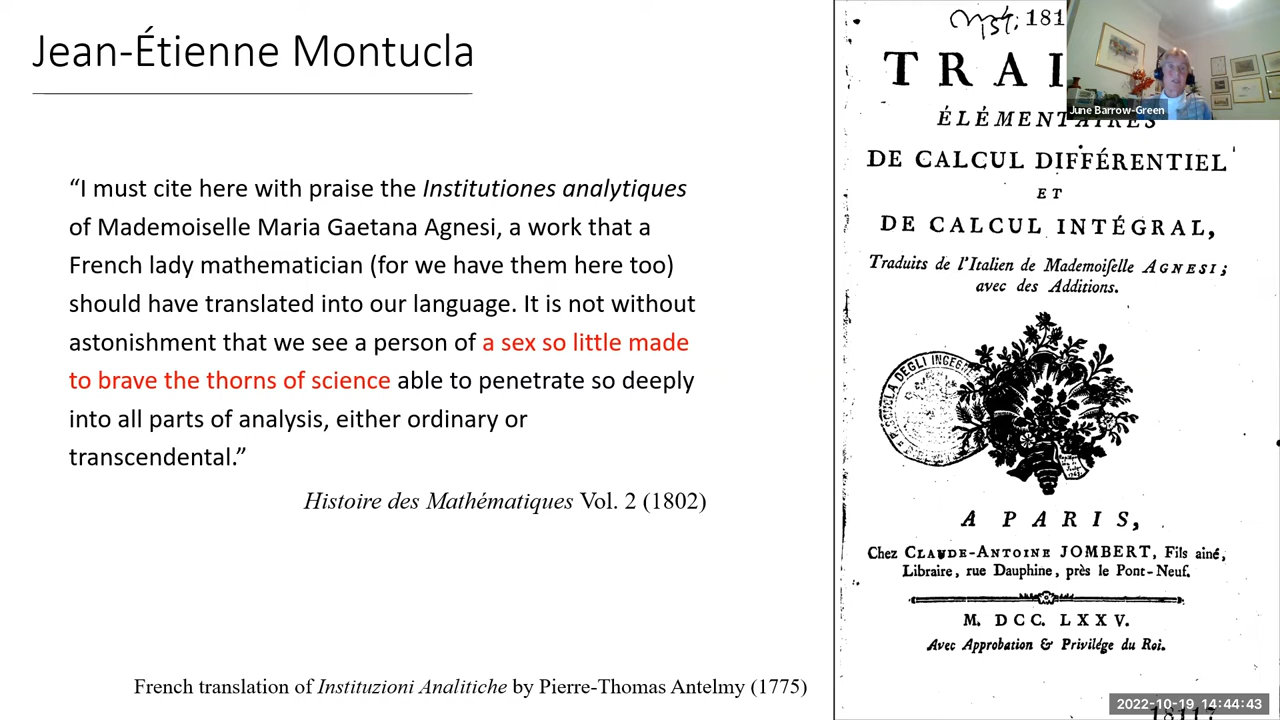 Jean-Étienne Montucla
“I must cite here with praise the Institutiones analytiques
of Mademoiselle Maria Gaetana Agnesi, a work that a
French lady mathematician (for we have them here too)
should have translated into our language. It is not without
astonishment that we see a person of a sex so little made
to brave the thorns of science able to penetrate so deeply
into all parts of analysis, either ordinary or
transcendental.”
Histoire des Mathématiques Vol. 2 (1802)
French translation of Instituzioni Analitiche by Pierre-Thomas Antelmy (1775)
181
TRAI
June Barrow-Green
ÉLÉMENTAIRES
DE CALCUL DIFFÉRENTIEL
ET
DE CALCUL INTÉGRAL,
Traduits de l'Italien de Mademoiſelle AGNESI;
avec des Additions.
SCUOLA DEGLI INGEGN
A PARIS,
Chez CLAUDE-ANTOINE JOMBERT, Fils ainé,
Libraire, rue Dauphine, près le Pont-Neuf.
M. DCC. LXXV.
Avec Approbation & Privilége du Roi.
2022-10-19 14:44:43